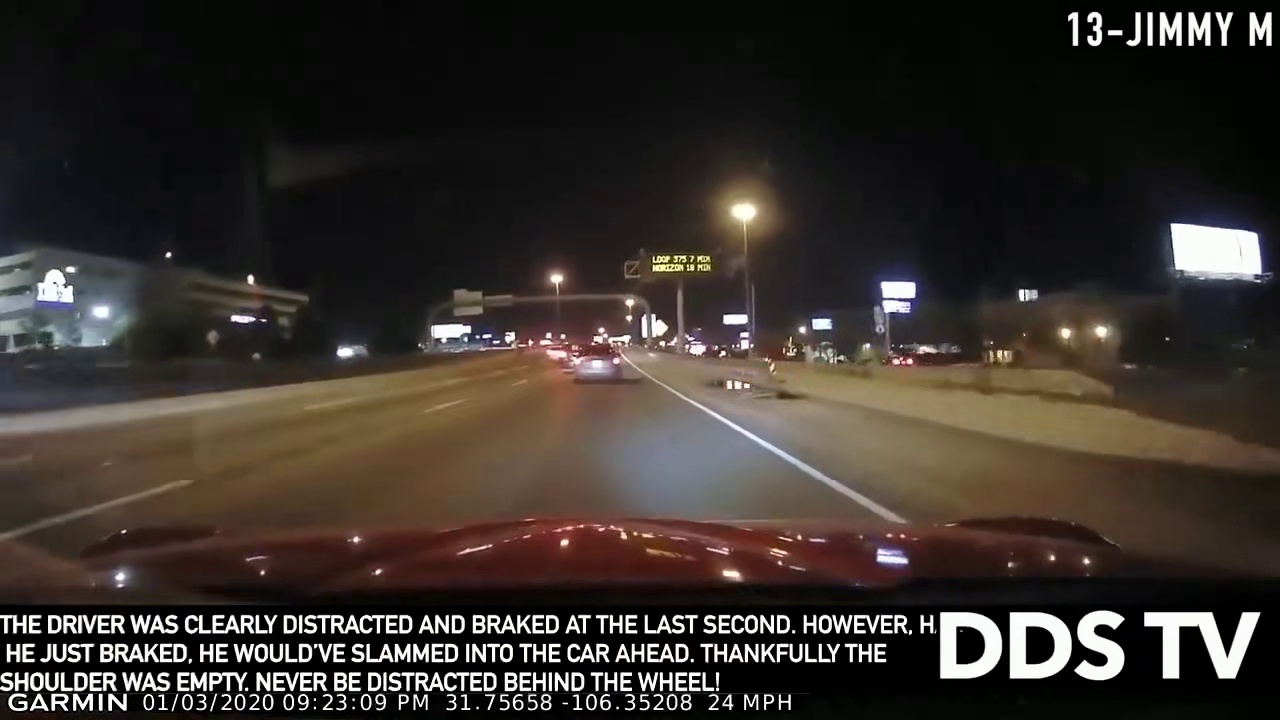 13-JIMMY M
LOOP 375 7 MIN
HORIZON 18 MIN
THE DRIVER WAS CLEARLY DISTRACTED AND BRAKED AT THE LAST SECOND. HOWEVER, H
HE JUST BRAKED, HE WOULD'VE SLAMMED INTO THE CAR AHEAD. THANKFULLY THE
SHOULDER WAS EMPTY. NEVER BE DISTRACTED BEHIND THE WHEEL!
DDS TV
GARMIN 01/03/2020 09:23:09 PM 31.75658 -106.35208 24 MPH